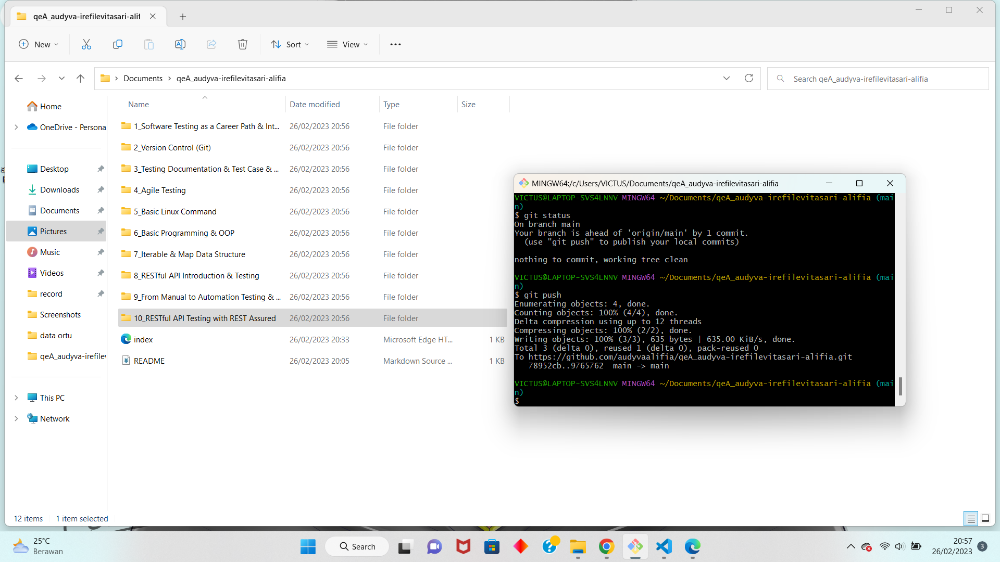 qeA_audyva-irefilevitasari-alif
New
Sort
View
Documents > qeA_audyva-irefilevitasari-alifia
Search qeA_audyva-irefilevitasari-alifia
Home
OneDrive - Persona
Desktop
Downloads
Documents
Pictures
Music
Videos
record
Screenshots
data ortu
qeA_audyva-irefilev
This PC
Network
Name Date modified Type Size
1_Software Testing as a Career Path & Int... 26/02/2023 20:56 File folder
2_Version Control (Git) 26/02/2023 20:56 File folder
3_Testing Documentation & Test Case & ... 26/02/2023 20:56 File folder
4_Agile Testing 26/02/2023 20:56 File folder
5_Basic Linux Command 26/02/2023 20:56 File folder
6_Basic Programming & OOP 26/02/2023 20:56 File folder
7_Iterable & Map Data Structure 26/02/2023 20:56 File folder
8_RESTful API Introduction & Testing 26/02/2023 20:56 File folder
9_From Manual to Automation Testing & ... 26/02/2023 20:56 File folder
10_RESTful API Testing with REST Assured 26/02/2023 20:56 File folder
index 26/02/2023 20:33 Microsoft Edge HT... 1 KB
README 26/02/2023 20:05 Markdown Source ... 1 KB
MINGW64:/c/Users/VICTUS/Documents/qeA_audyva-irefilevitasari-alifia
VICTUS@LAPTOP-SVS4LNNV MINGW64 ~/Documents/qeA_audyva-irefilevitasari-alifia (mai
n)
$ git status
On branch main
Your branch is ahead of 'origin/main' by 1 commit.
(use "git push" to publish your local commits)
nothing to commit, working tree clean
VICTUS@LAPTOP-SVS4LNNV MINGW64 ~/Documents/qeA_audyva-irefilevitasari-alifia (mai
n)
$ git push
Enumerating objects: 4, done.
Counting objects: 100% (4/4), done.
Delta compression using up to 12 threads
Compressing objects: 100% (2/2), done.
Writing objects: 100% (3/3), 635 bytes | 635.00 KiB/s, done.
Total 3 (delta 0), reused 1 (delta 0), pack-reused 0
To https://github.com/audyvaalifia/qeA_audyva-irefilevitasari-alifia.git
78952cb..9765762 main -> main
VICTUS@LAPTOP-SVS4LNNV MINGW64 ~/Documents/qeA_audyva-irefilevitasari-alifia (mai
n)
$
12 items 1 item selected
25°C
Berawan
Search
20:57
26/02/2023
3